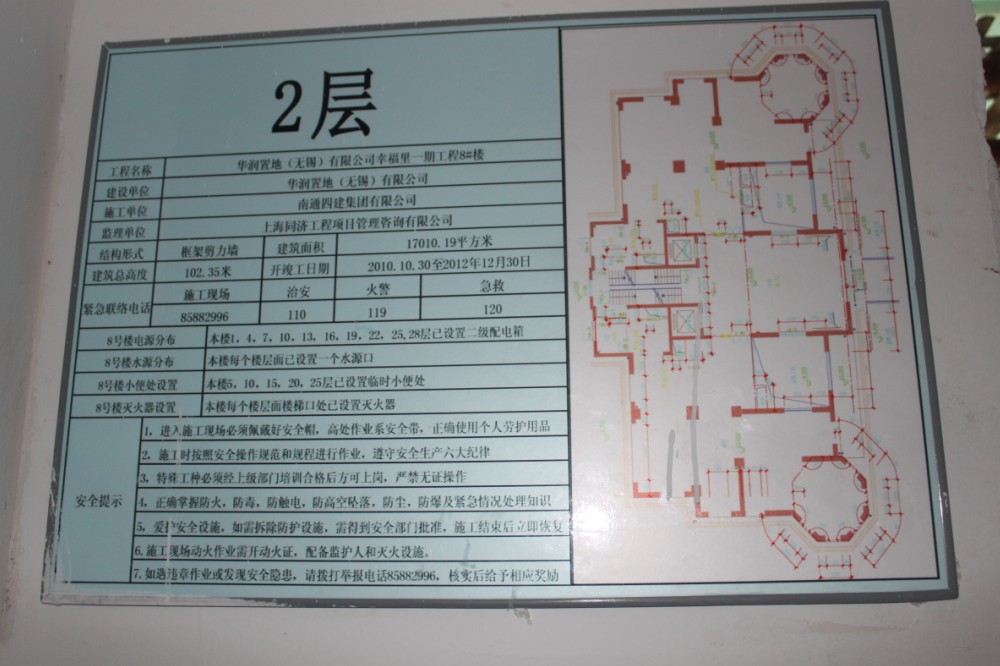 2层
工程名称 华润置地（无锡）有限公司幸福里一期工程8#楼
建设单位 华润置地（无锡）有限公司
施工单位 南通四建集团有限公司
监理单位 上海同济工程项目管理咨询有限公司
结构形式 框架剪力墙 建筑面积 17010.19平方米
建筑总高度 102.35米 开竣工日期 2010.10.30至2012年12月30日
紧急联络电话 施工现场 治安 火警 急救
85882996 110 119 120
8号楼电源分布 本楼1，4，7，10，13，16，19，22，25,28层已设置二级配电箱
8号楼水源分布 本楼每个楼层面已设置一个水源口
8号楼小便处设置 本楼5，10，15，20，25层已设置临时小便处
8号楼灭火器设置 本楼每个楼层面楼梯口处已设置灭火器
安全提示
1，进入施工现场必须佩戴好安全帽，高处作业系安全带，正确使用个人劳护用品
2。施工时按照安全操作规范和规程进行作业，遵守安全生产六大纪律
3，特殊工种必须经上级部门培训合格后方可上岗，严禁无证操作
4，正确掌握防火，防毒，防触电，防高空坠落，防尘，防爆及紧急情况处理知识
5，爱护安全设施，如需拆除防护设施，需得到安全部门批准，施工结束后立即恢复
6.施工现场动火作业需开动火证，配备监护人和灭火设施。
7.如遇违章作业或发现安全隐患，请拨打举报电话85882996，核实后给予相应奖励